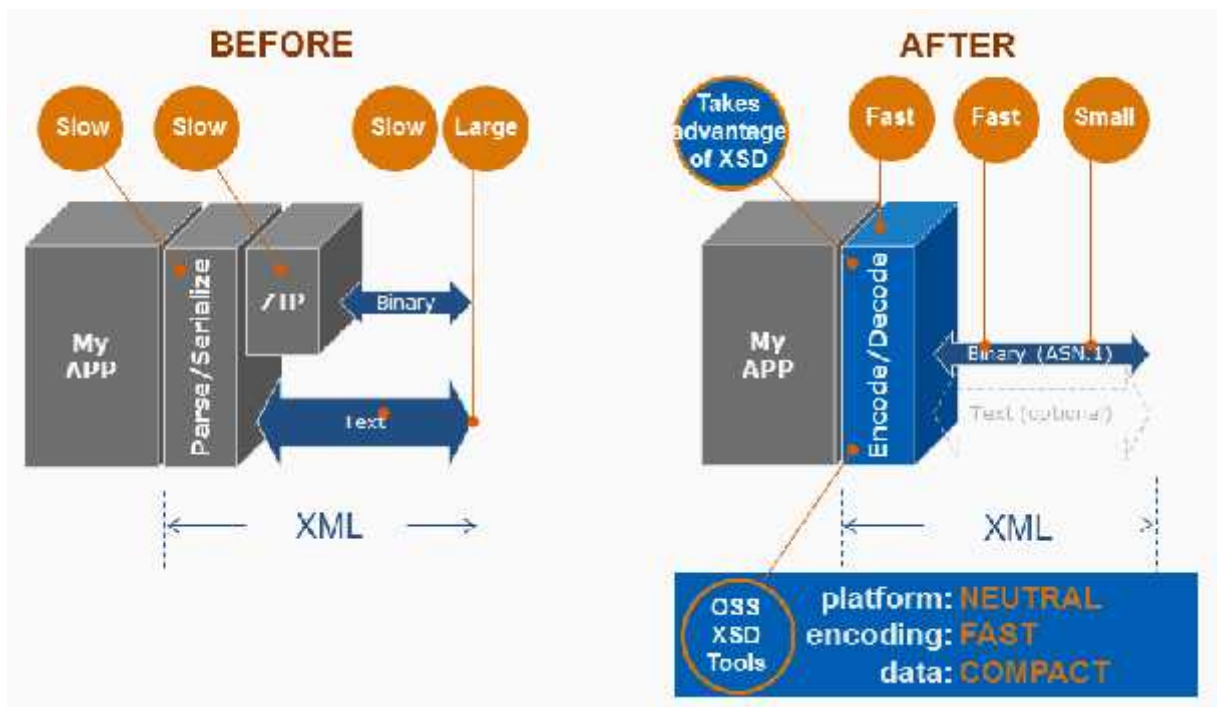 BEFORE
Slow
Slow
Slow
Large
My
APP
Parse/Serialize
ZIP
Binary
Text
XML
AFTER
Takes
advantage
of XSD
Fast
Fast
Small
My
APP
Encode/Decode
Binary (ASN.1)
Text (optional)
XML
OSS
XSD
Tools
platform: NEUTRAL
encoding: FAST
data: COMPACT